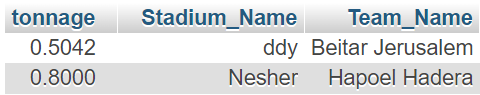 tonnage Stadium_Name Team_Name
0.5042 ddy Beitar Jerusalem
0.8000 Nesher Hapoel Hadera